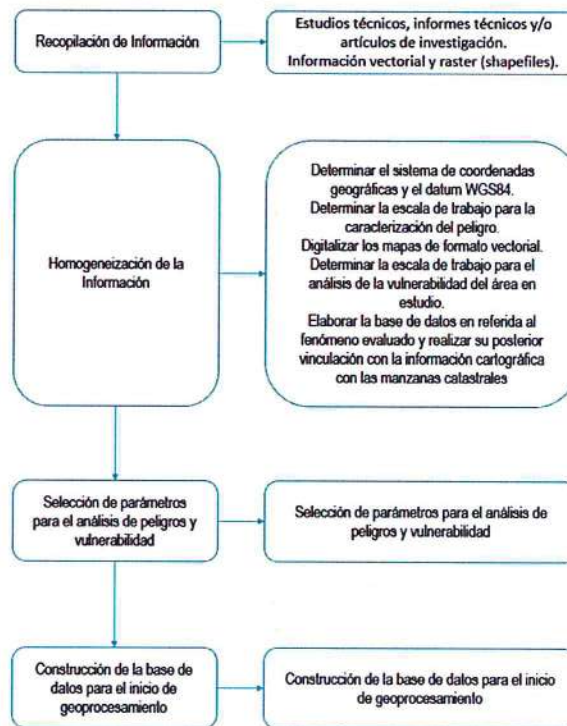 Recopilación de Información
Estudios técnicos, informes técnicos y/o
artículos de investigación.
Información vectorial y raster (shapefiles).
Homogeneización de la
Información
Determinar el sistema de coordenadas
geográficas y el datum WGS84.
Determinar la escala de trabajo para la
caracterización del peligro.
Digitalizar los mapas de formato vectorial.
Determinar la escala de trabajo para el
análisis de la vulnerabilidad del área en
estudio.
Elaborar la base de datos en referida al
fenómeno evaluado y realizar su posterior
vinculación con la información cartográfica
con las manzanas catastrales
Selección de parámetros
para el análisis de peligros y
vulnerabilidad
Selección de parámetros para el análisis de
peligros y vulnerabilidad
Construcción de la base de
datos para el inicio de
geoprocesamiento
Construcción de la base de datos para el inicio
de geoprocesamiento